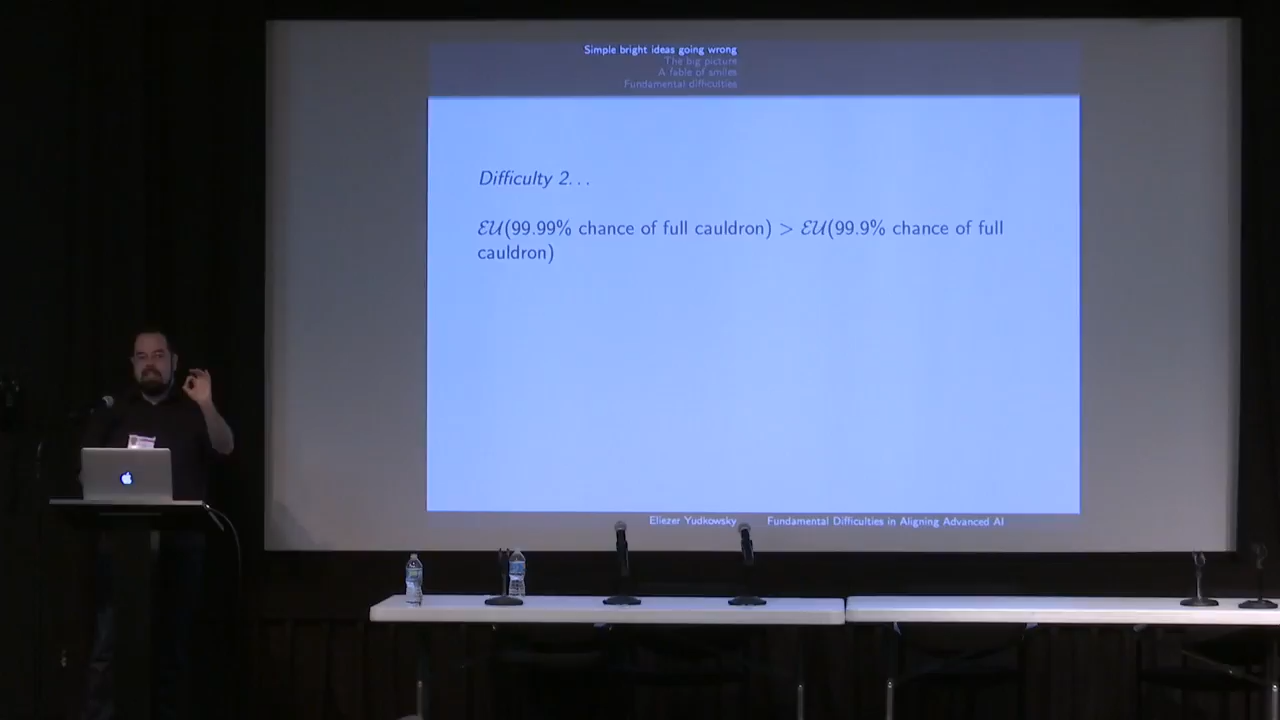 Simple bright ideas going wrong
The big picture
A fable of smiles
Fundamental difficulties
Difficulty 2...
ℰ𝒰(99.99% chance of full cauldron) > ℰ𝒰(99.9% chance of full
cauldron)
Eliezer Yudkowsky Fundamental Difficulties in Aligning Advanced AI